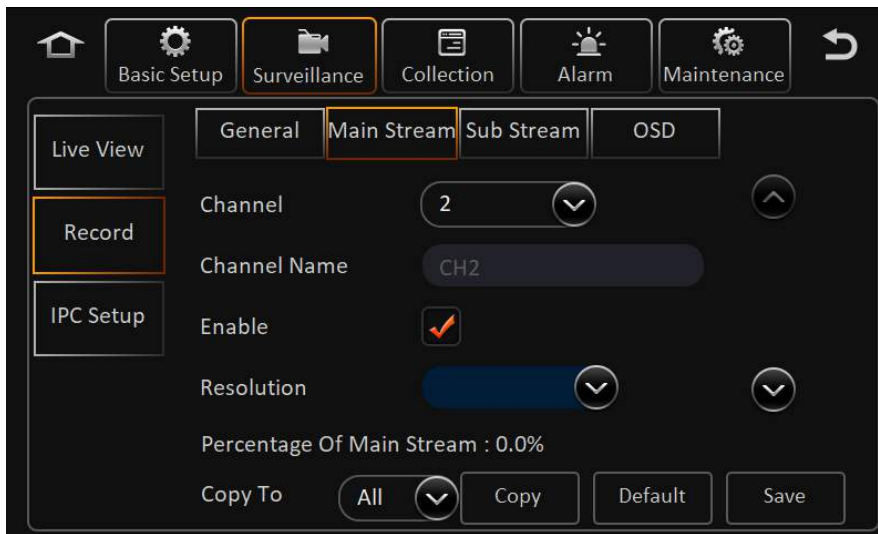 Basic Setup Surveillance Collection Alarm Maintenance
General Main Stream Sub Stream OSD
Live View
Record
IPC Setup
Channel 2
Channel Name CH2
Enable
Resolution
Percentage Of Main Stream : 0.0%
Copy To All Copy Default Save